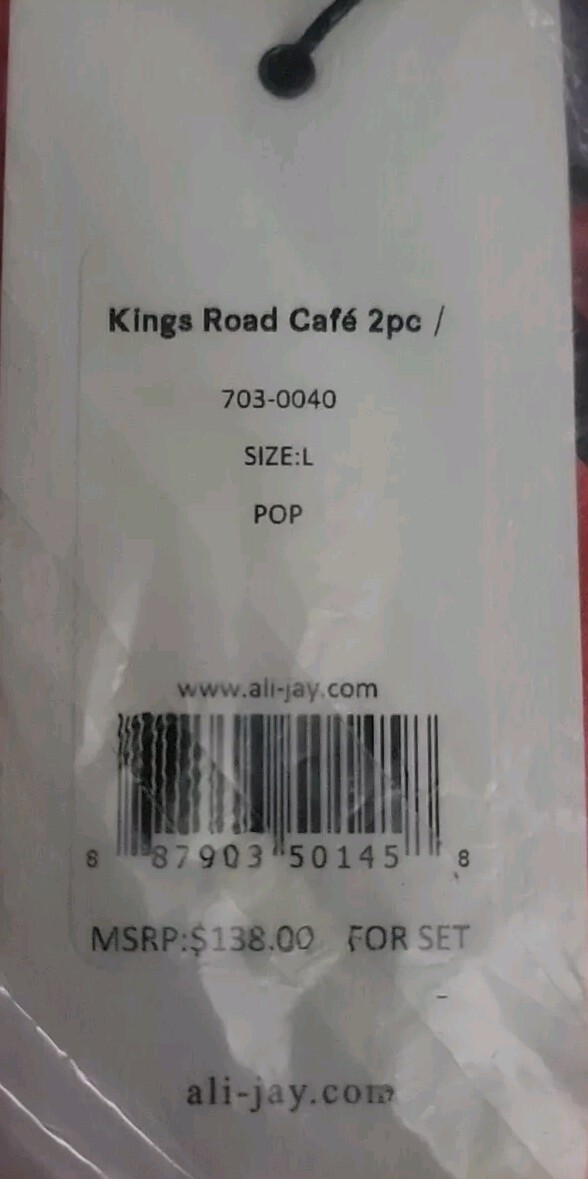 Kings Road Café 2pc /
703-0040
SIZE:L
POP
www.ali-jay.com
8 87903 50145 8
MSRP:$138.00 FOR SET
ali-jay.com